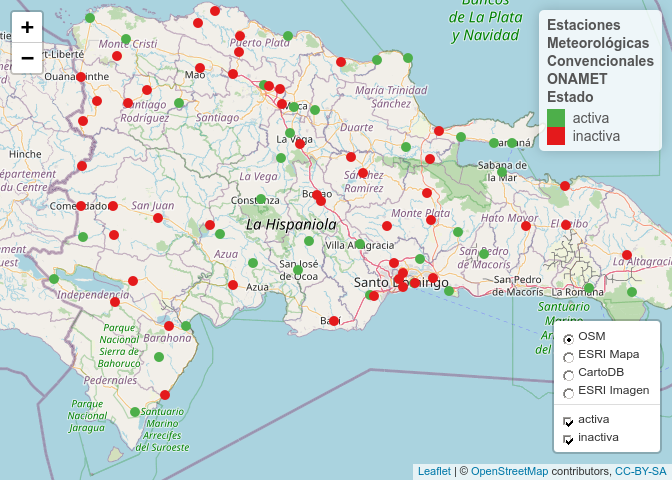 +
−
Bancos
de La Plata
y Navidad
Estaciones
Meteorológicas
Convencionales
ONAMET
Estado
activa
inactiva
Monte Cristi
Puerto Plata
Ouanaminthe
Mao
María Trinidad
Sánchez
Santiago
Rodríguez
Santiago
Moca
Duarte
Hinche
La Vega
Samaná
Sabana de
la Mar
Département
du Centre
La Vega
Sánchez
Ramírez
Constanza
Bonao
Comendador
San Juan
Monte Plata
Hato Mayor
El Seibo
La Hispaniola
Villa Altagracia
Azua
San José
de Ocoa
San Pedro
de Macorís
La Altagracia
Independencia
Azua
Santo Domingo
San Pedro
de Macorís
La Romana
Baní
Santuario
Marino
Arrecifes
del
Parque
Nacional
Sierra de
Bahoruco
Barahona
Pedernales
Parque
Nacional
Jaragua
Santuario
Marino
Arrecifes
del Suroeste
OSM
ESRI Mapa
CartoDB
ESRI Imagen
activa
inactiva
Leaflet | © OpenStreetMap contributors, CC-BY-SA